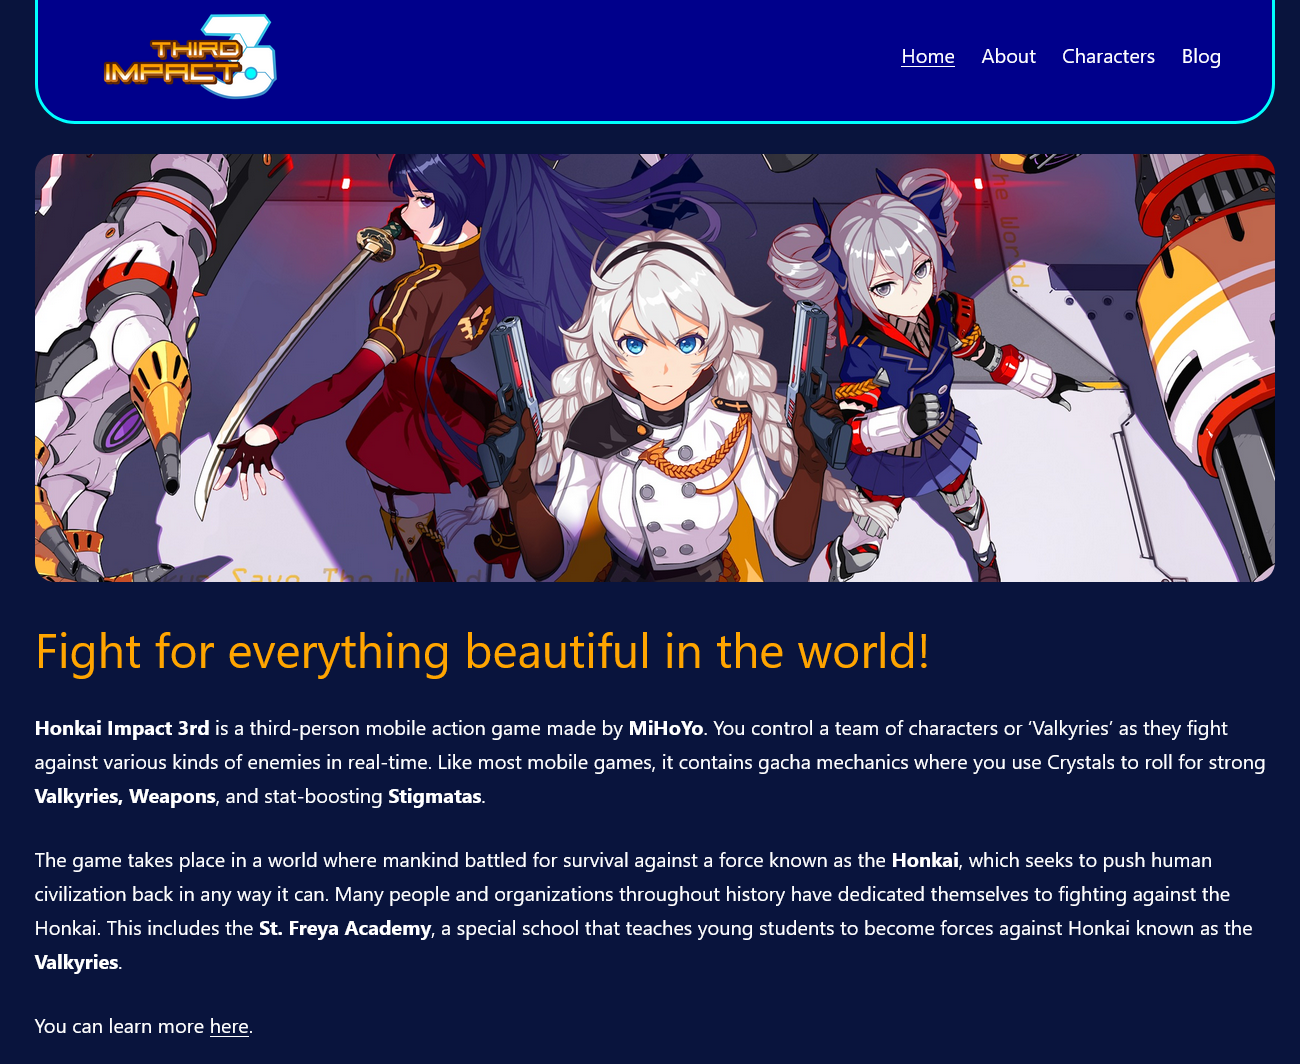 THIRD
IMPACT 3
Home About Characters Blog
he World
Save The World
Fight for everything beautiful in the world!
Honkai Impact 3rd is a third-person mobile action game made by MiHoYo. You control a team of characters or ‘Valkyries’ as they fight
against various kinds of enemies in real-time. Like most mobile games, it contains gacha mechanics where you use Crystals to roll for strong
Valkyries, Weapons, and stat-boosting Stigmatas.
The game takes place in a world where mankind battled for survival against a force known as the Honkai, which seeks to push human
civilization back in any way it can. Many people and organizations throughout history have dedicated themselves to fighting against the
Honkai. This includes the St. Freya Academy, a special school that teaches young students to become forces against Honkai known as the
Valkyries.
You can learn more here.